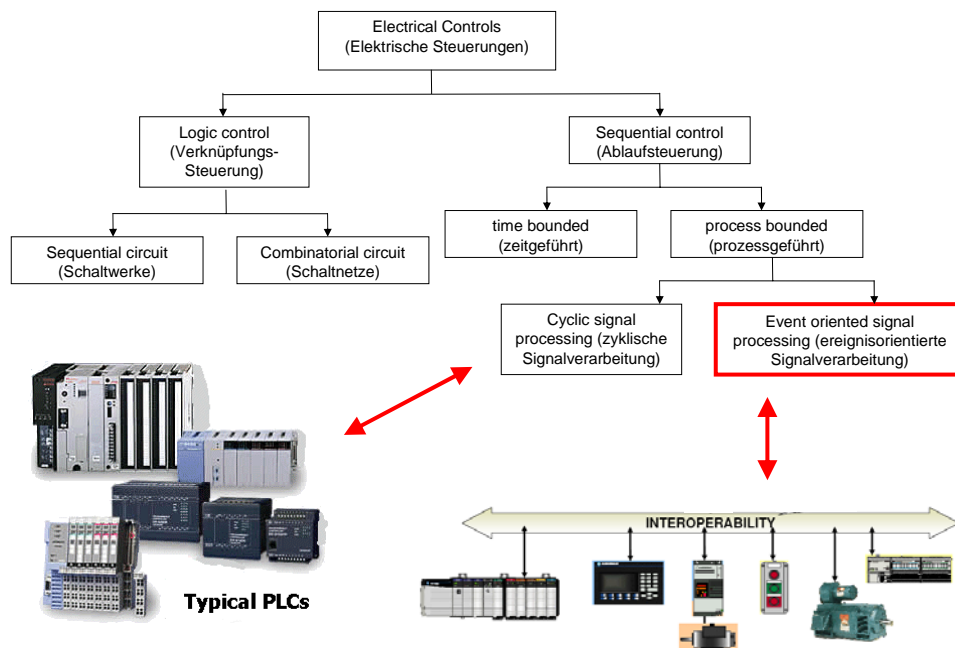 Electrical Controls
(Elektrische Steuerungen)
Logic control
(Verknüpfungs-
Steuerung)
Sequential control
(Ablaufsteuerung)
time bounded
(zeitgeführt)
process bounded
(prozessgeführt)
Sequential circuit
(Schaltwerke)
Combinatorial circuit
(Schaltnetze)
Cyclic signal
processing (zyklische
Signalverarbeitung)
Event oriented signal
processing (ereignisorientierte
Signalverarbeitung)
INTEROPERABILITY
Typical PLCs